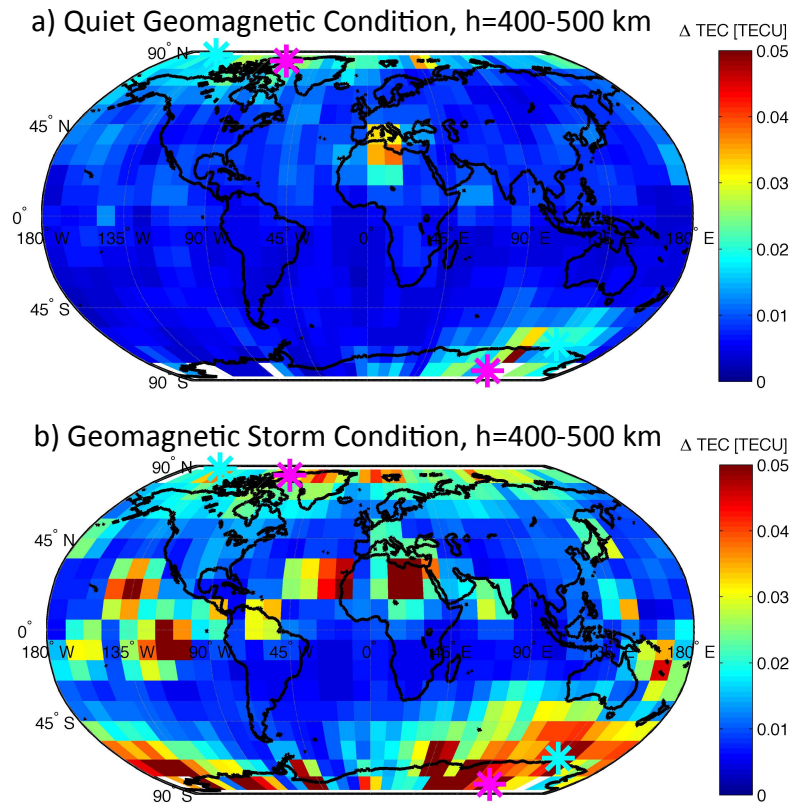 a) Quiet Geomagnetic Condition, h=400-500 km
Δ TEC [TECU]
90° N
45° N
0°
180° W
135° W
90° W
45° W
0°
45° E
90° E
135° E
180° E
45° S
90° S
0.05
0.04
0.03
0.02
0.01
0
b) Geomagnetic Storm Condition, h=400-500 km
Δ TEC [TECU]
90° N
45° N
0°
180° W
135° W
90° W
45° W
0°
45° E
90° E
135° E
180° E
45° S
90° S
0.05
0.04
0.03
0.02
0.01
0